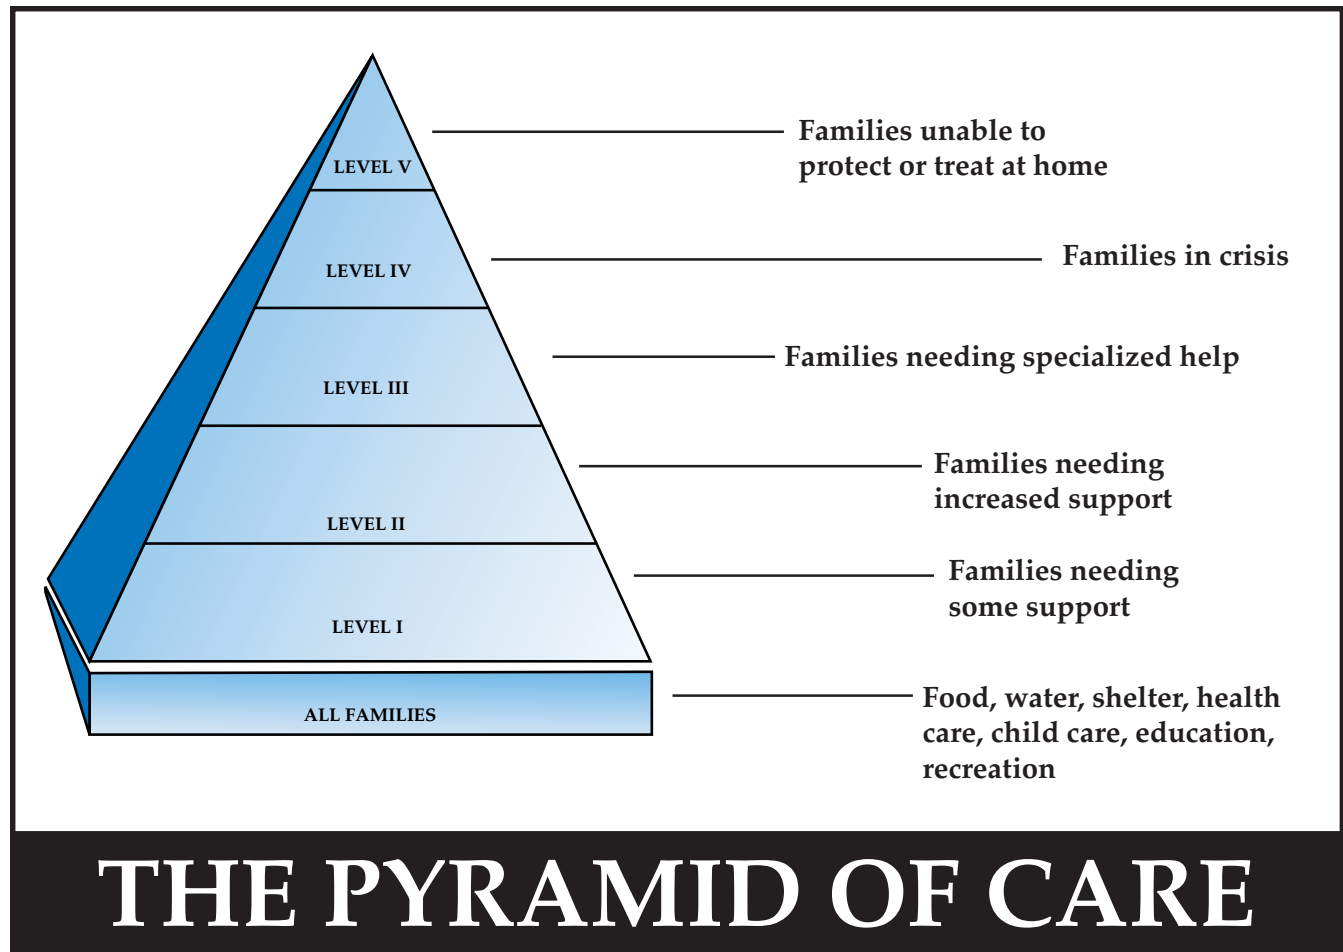 LEVEL V
Families unable to
protect or treat at home
LEVEL IV
Families in crisis
LEVEL III
Families needing specialized help
LEVEL II
Families needing
increased support
LEVEL I
Families needing
some support
ALL FAMILIES
Food, water, shelter, health
care, child care, education,
recreation
THE PYRAMID OF CARE